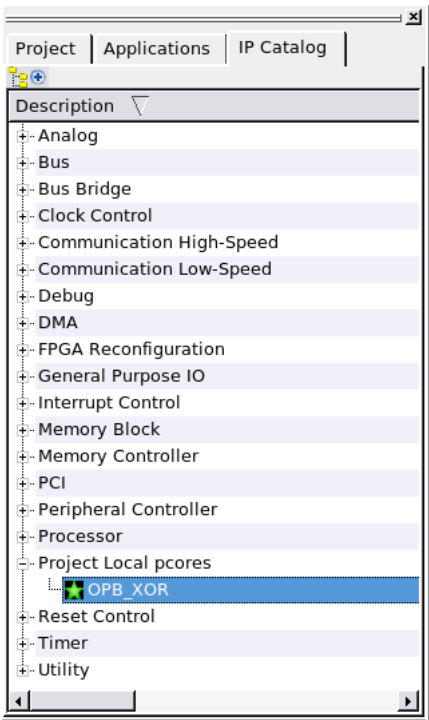 Project Applications IP Catalog
Description
Analog
Bus
Bus Bridge
Clock Control
Communication High-Speed
Communication Low-Speed
Debug
DMA
FPGA Reconfiguration
General Purpose IO
Interrupt Control
Memory Block
Memory Controller
PCI
Peripheral Controller
Processor
Project Local pcores
OPB_XOR
Reset Control
Timer
Utility